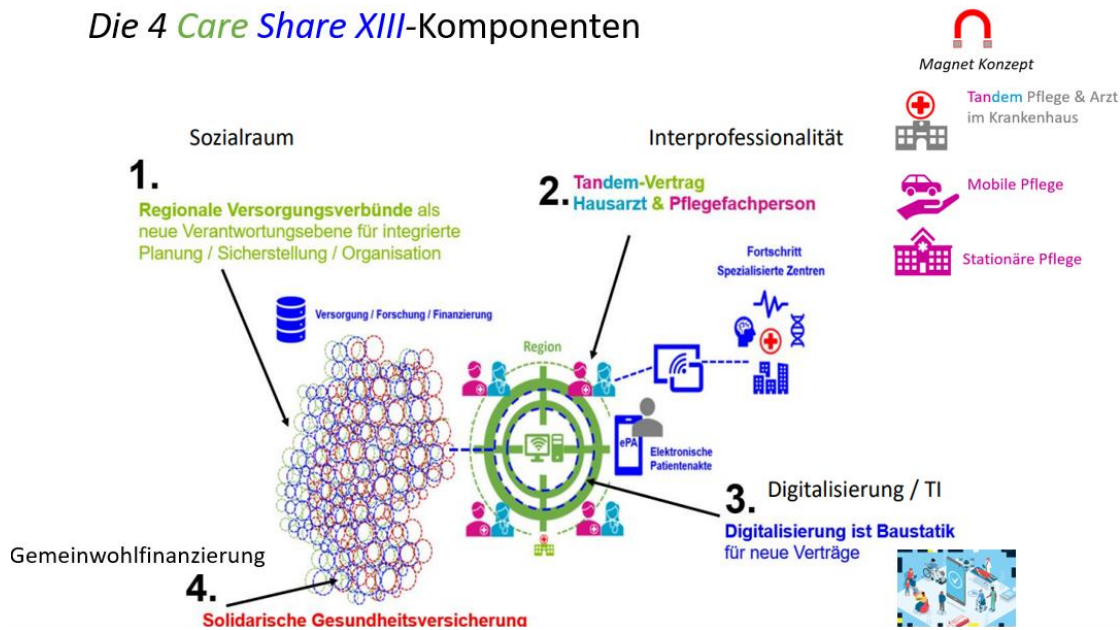 Die 4 Care Share XIII-Komponenten
Magnet Konzept
Tandem Pflege & Arzt
im Krankenhaus
Mobile Pflege
Stationäre Pflege
Sozialraum
1.
Regionale Versorgungsverbünde als
neue Verantwortungsebene für integrierte
Planung / Sicherstellung / Organisation
Interprofessionalität
2.
Tandem-Vertrag
Hausarzt & Pflegefachperson
Fortschritt
Spezialisierte Zentren
Versorgung / Forschung / Finanzierung
Region
ePA
Elektronische
Patientenakte
3.
Digitalisierung / TI
Digitalisierung ist Baustatik
für neue Verträge
Gemeinwohlfinanzierung
4.
Solidarische Gesundheitsversicherung